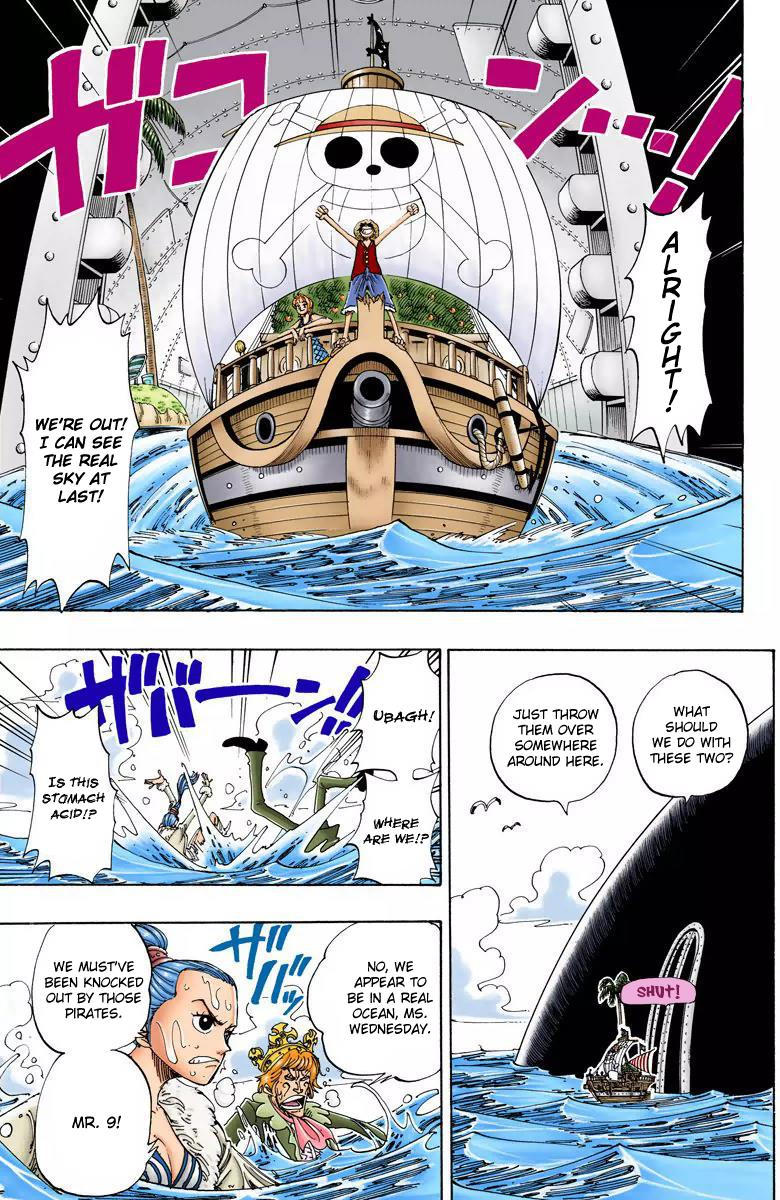 ガコン…!
ALRIGHT!
WE'RE OUT!
I CAN SEE
THE REAL
SKY AT
LAST!
WHAT
SHOULD
WE DO WITH
THESE TWO?
JUST THROW
THEM OVER
SOMEWHERE
AROUND HERE.
SHUT!
ザバーーン!!
UBAGH!
WHERE
ARE WE!?
IS THIS
STOMACH
ACID!?
ザザッ
NO, WE
APPEAR TO
BE IN A REAL
OCEAN, MS.
WEDNESDAY.
WE MUST'VE
BEEN KNOCKED
OUT BY THOSE
PIRATES.
MR. 9!